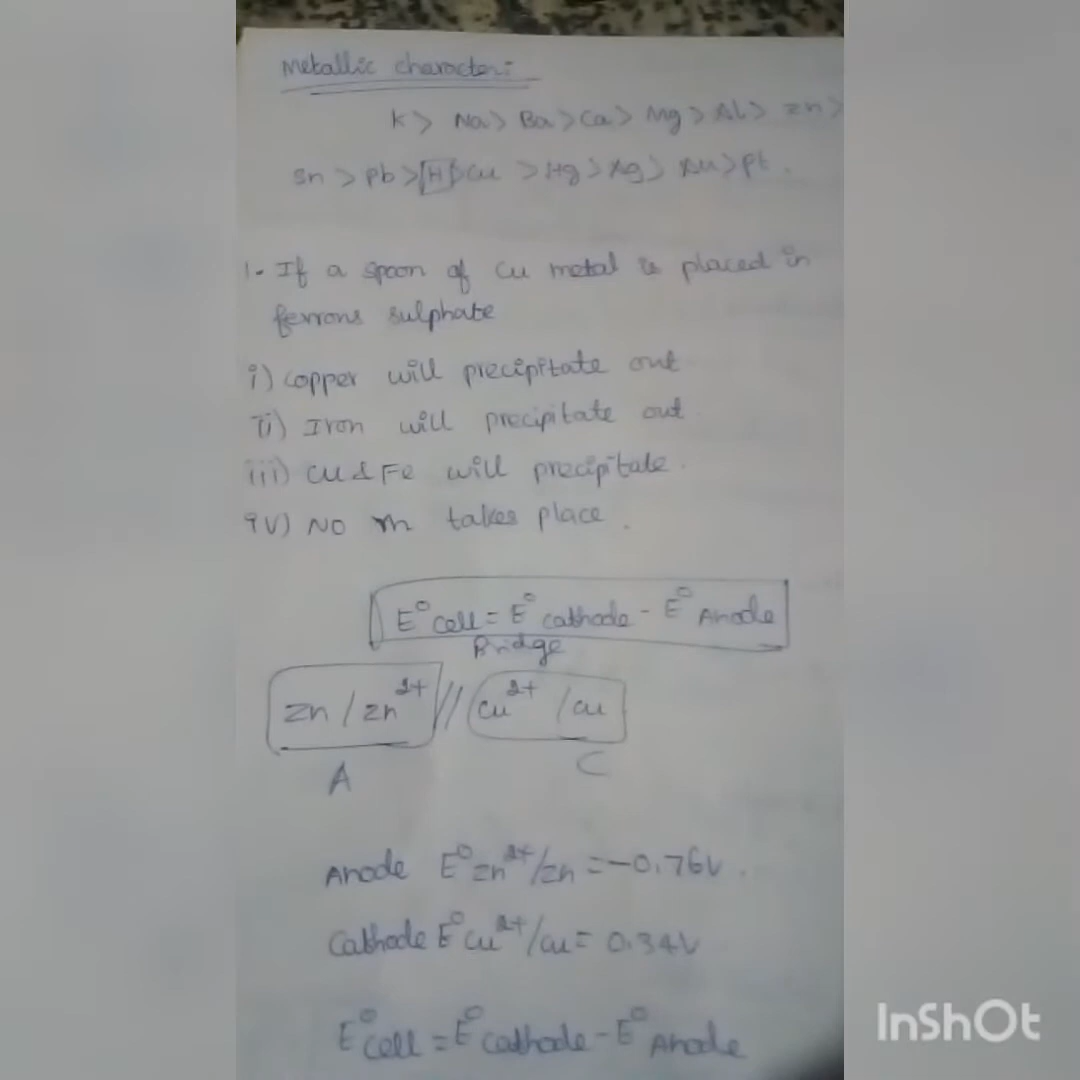 Metallic character:
K > Na > Ba > Ca > Mg > Al > Zn >
Sn > Pb > [H] > Cu > Hg > Ag > Au > Pt.
1. If a spoon of Cu metal is placed in
ferrous sulphate
i) copper will precipitate out
ii) Iron will precipitate out
iii) Cu & Fe will precipitate.
iv) No takes place.
E° cell = E° cathode - E° Anode
Bridge
Zn / Zn²⁺ // Cu²⁺ / Cu
A C
Anode E° Zn²⁺/Zn = -0.76V.
Cathode E° Cu²⁺/Cu = 0.34V
E° cell = E° cathode - E° Anode
InShOt